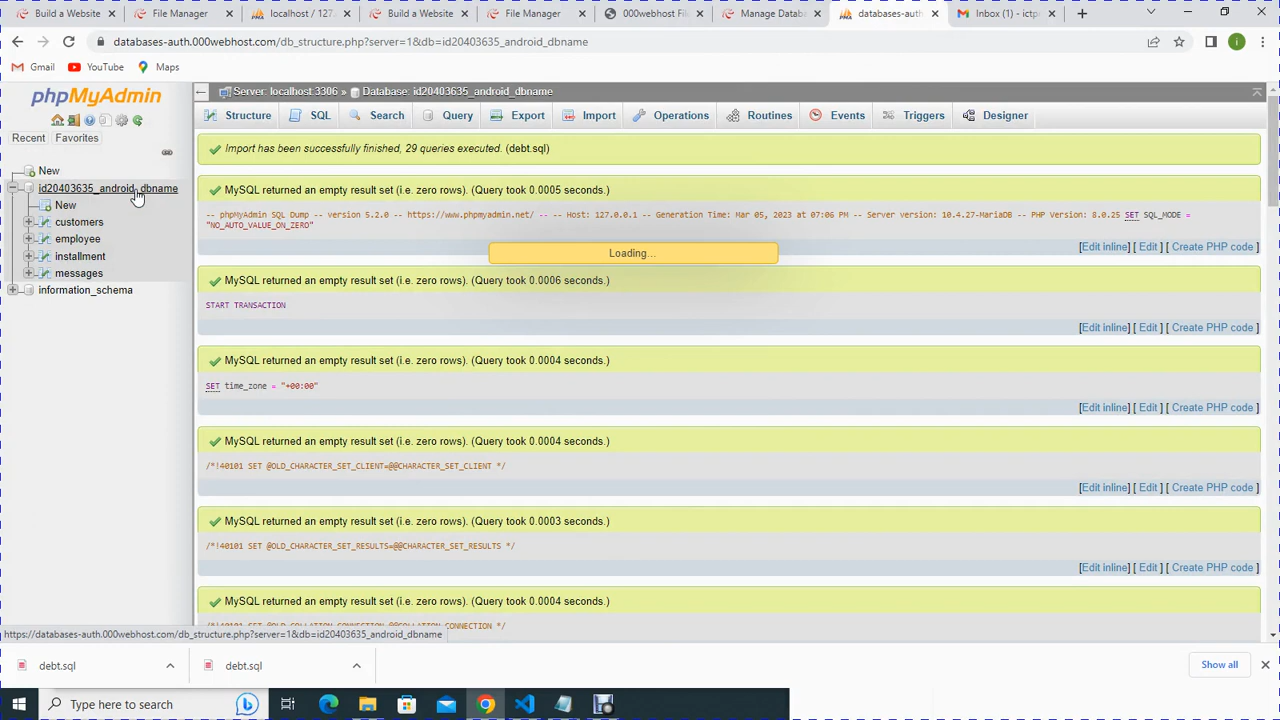 Build a Website
File Manager
localhost / 127.
Build a Website
File Manager
000webhost Fil
Manage Datab
databases-auth
Inbox (1) - ictp
databases-auth.000webhost.com/db_structure.php?server=1&db=id20403635_android_dbname
i
Gmail YouTube Maps
phpMyAdmin
Recent Favorites
New
id20403635_android_dbname
New
customers
employee
installment
messages
information_schema
Server: localhost:3306 » Database: id20403635_android_dbname
Structure SQL Search Query Export Import Operations Routines Events Triggers Designer
Import has been successfully finished, 29 queries executed. (debt.sql)
MySQL returned an empty result set (i.e. zero rows). (Query took 0.0005 seconds.)
-- phpMyAdmin SQL Dump -- version 5.2.0 -- https://www.phpmyadmin.net/ -- -- Host: 127.0.0.1 -- Generation Time: Mar 05, 2023 at 07:06 PM -- Server version: 10.4.27-MariaDB -- PHP Version: 8.0.25 SET SQL_MODE =
"NO_AUTO_VALUE_ON_ZERO"
[Edit inline] [ Edit ] [ Create PHP code ]
Loading…
MySQL returned an empty result set (i.e. zero rows). (Query took 0.0006 seconds.)
START TRANSACTION
[Edit inline] [ Edit ] [ Create PHP code ]
MySQL returned an empty result set (i.e. zero rows). (Query took 0.0004 seconds.)
SET time_zone = "+00:00"
[Edit inline] [ Edit ] [ Create PHP code ]
MySQL returned an empty result set (i.e. zero rows). (Query took 0.0004 seconds.)
/*!40101 SET @OLD_CHARACTER_SET_CLIENT=@@CHARACTER_SET_CLIENT */
[Edit inline] [ Edit ] [ Create PHP code ]
MySQL returned an empty result set (i.e. zero rows). (Query took 0.0003 seconds.)
/*!40101 SET @OLD_CHARACTER_SET_RESULTS=@@CHARACTER_SET_RESULTS */
[Edit inline] [ Edit ] [ Create PHP code ]
MySQL returned an empty result set (i.e. zero rows). (Query took 0.0004 seconds.)
/*!40101 SET @OLD_COLLATION_CONNECTION=@@COLLATION_CONNECTION */
https://databases-auth.000webhost.com/db_structure.php?server=1&db=id20403635_android_dbname
debt.sql
debt.sql
Show all
Type here to search